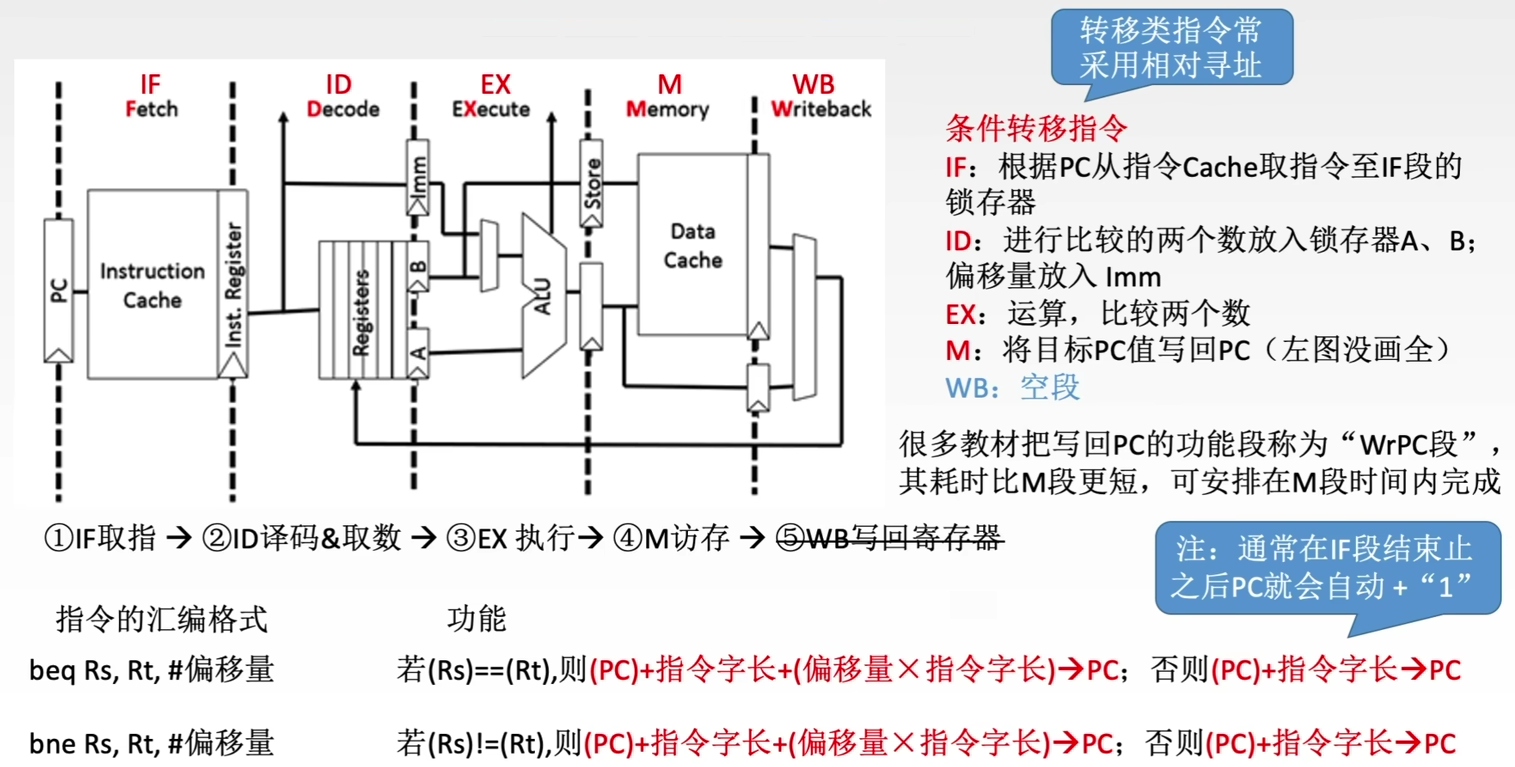 转移类指令常
采用相对寻址
IF
Fetch
ID
Decode
EX
EXecute
M
Memory
WB
Writeback
PC
Instruction
Cache
Inst. Register
Registers
Imm
B
A
ALU
Store
Data
Cache
条件转移指令
IF：根据PC从指令Cache取指令至IF段的
锁存器
ID：进行比较的两个数放入锁存器A、B；
偏移量放入 Imm
EX：运算，比较两个数
M：将目标PC值写回PC（左图没画全）
WB：空段
很多教材把写回PC的功能段称为“WrPC段”，
其耗时比M段更短，可安排在M段时间内完成
①IF取指 → ②ID译码&取数 → ③EX 执行→ ④M访存 → ⑤WB写回寄存器
注：通常在IF段结束止
之后PC就会自动 + “1”
指令的汇编格式 功能
beq Rs, Rt, #偏移量 若(Rs)==(Rt),则(PC)+指令字长+(偏移量×指令字长)→PC；否则(PC)+指令字长→PC
bne Rs, Rt, #偏移量 若(Rs)!=(Rt),则(PC)+指令字长+(偏移量×指令字长)→PC；否则(PC)+指令字长→PC